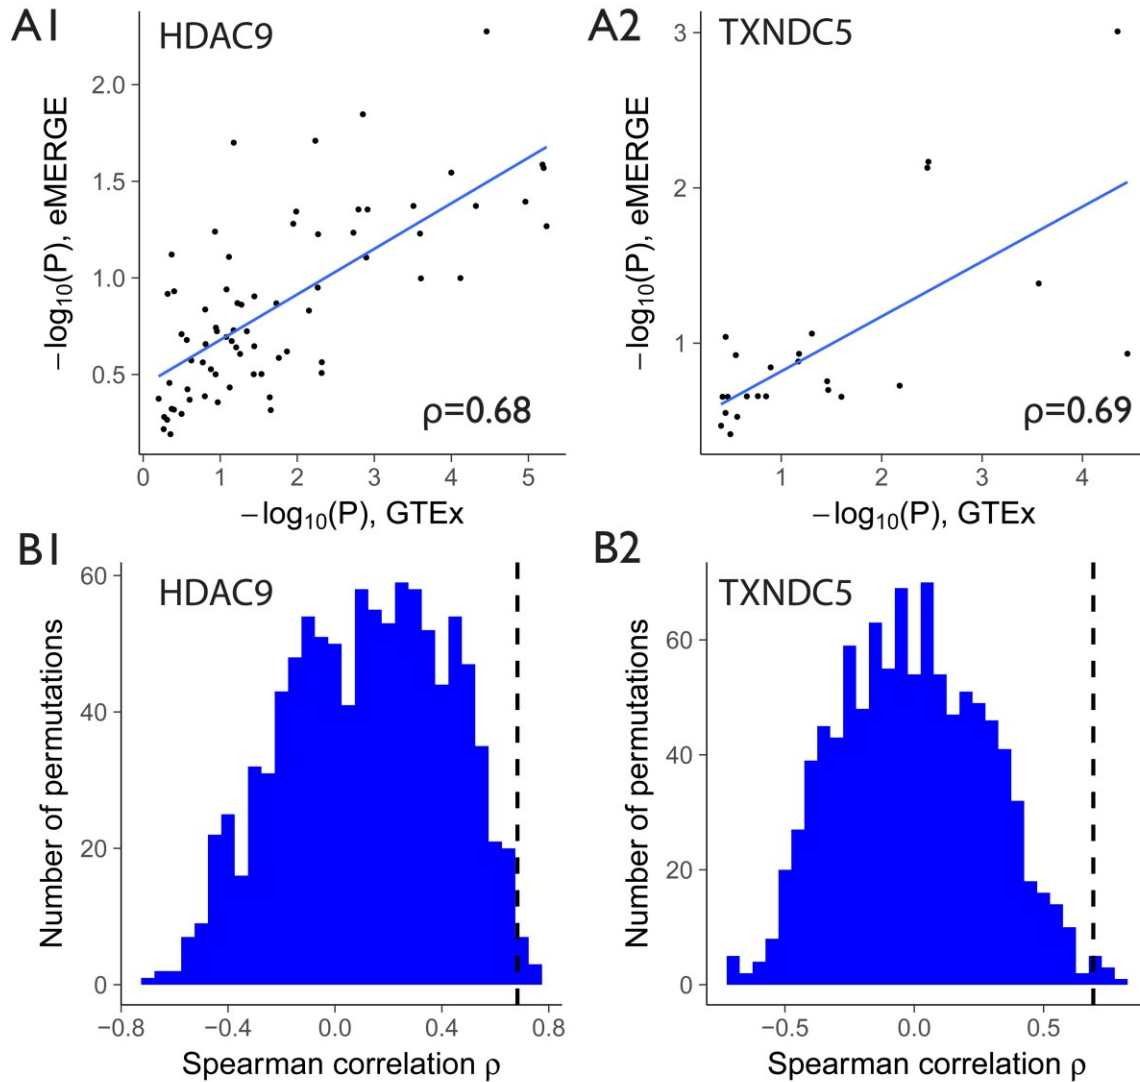 A1
HDAC9
2.0
1.5
1.0
0.5
−log10(P), eMERGE
ρ=0.68
0 1 2 3 4 5
−log10(P), GTEx
A2
TXNDC5
3
2
1
−log10(P), eMERGE
ρ=0.69
1 2 3 4
−log10(P), GTEx
B1
HDAC9
60
40
20
0
Number of permutations
−0.8 −0.4 0.0 0.4 0.8
Spearman correlation ρ
B2
TXNDC5
60
40
20
0
Number of permutations
−0.5 0.0 0.5
Spearman correlation ρ